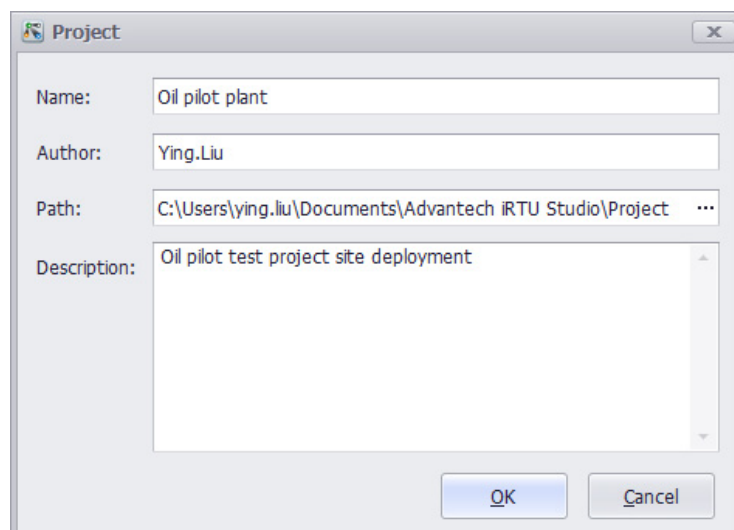 Project
Name: Oil pilot plant
Author: Ying.Liu
Path: C:\Users\ying.liu\Documents\Advantech iRTU Studio\Project ...
Description: Oil pilot test project site deployment
OK Cancel